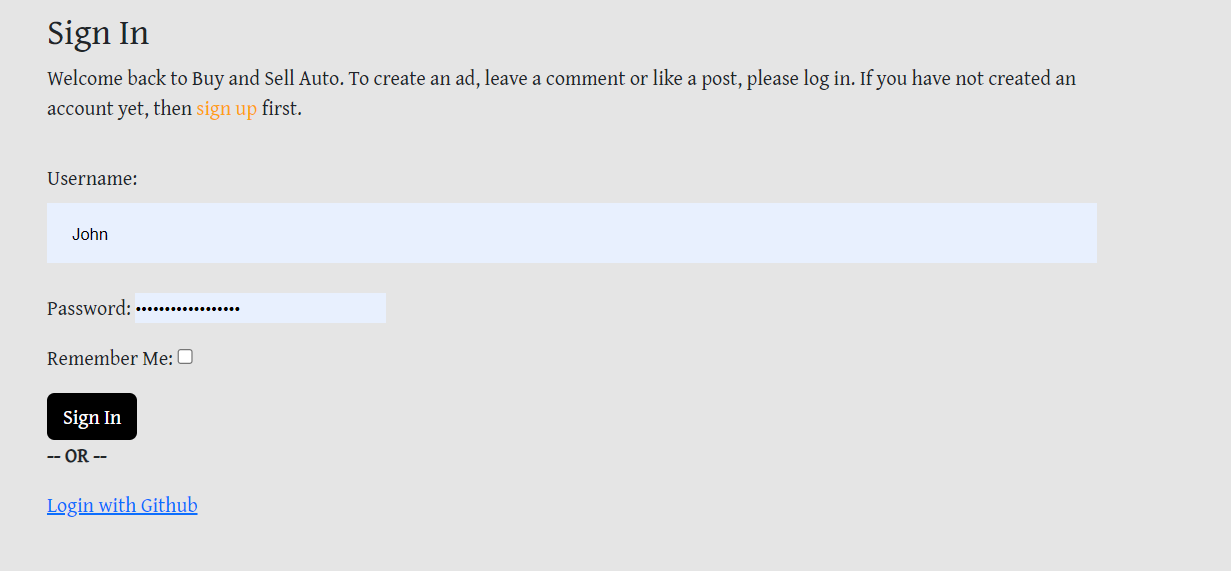 Sign In
Welcome back to Buy and Sell Auto. To create an ad, leave a comment or like a post, please log in. If you have not created an
account yet, then sign up first.
Username:
John
Password: ••••••••••••••••••
Remember Me:
Sign In
-- OR --
Login with Github